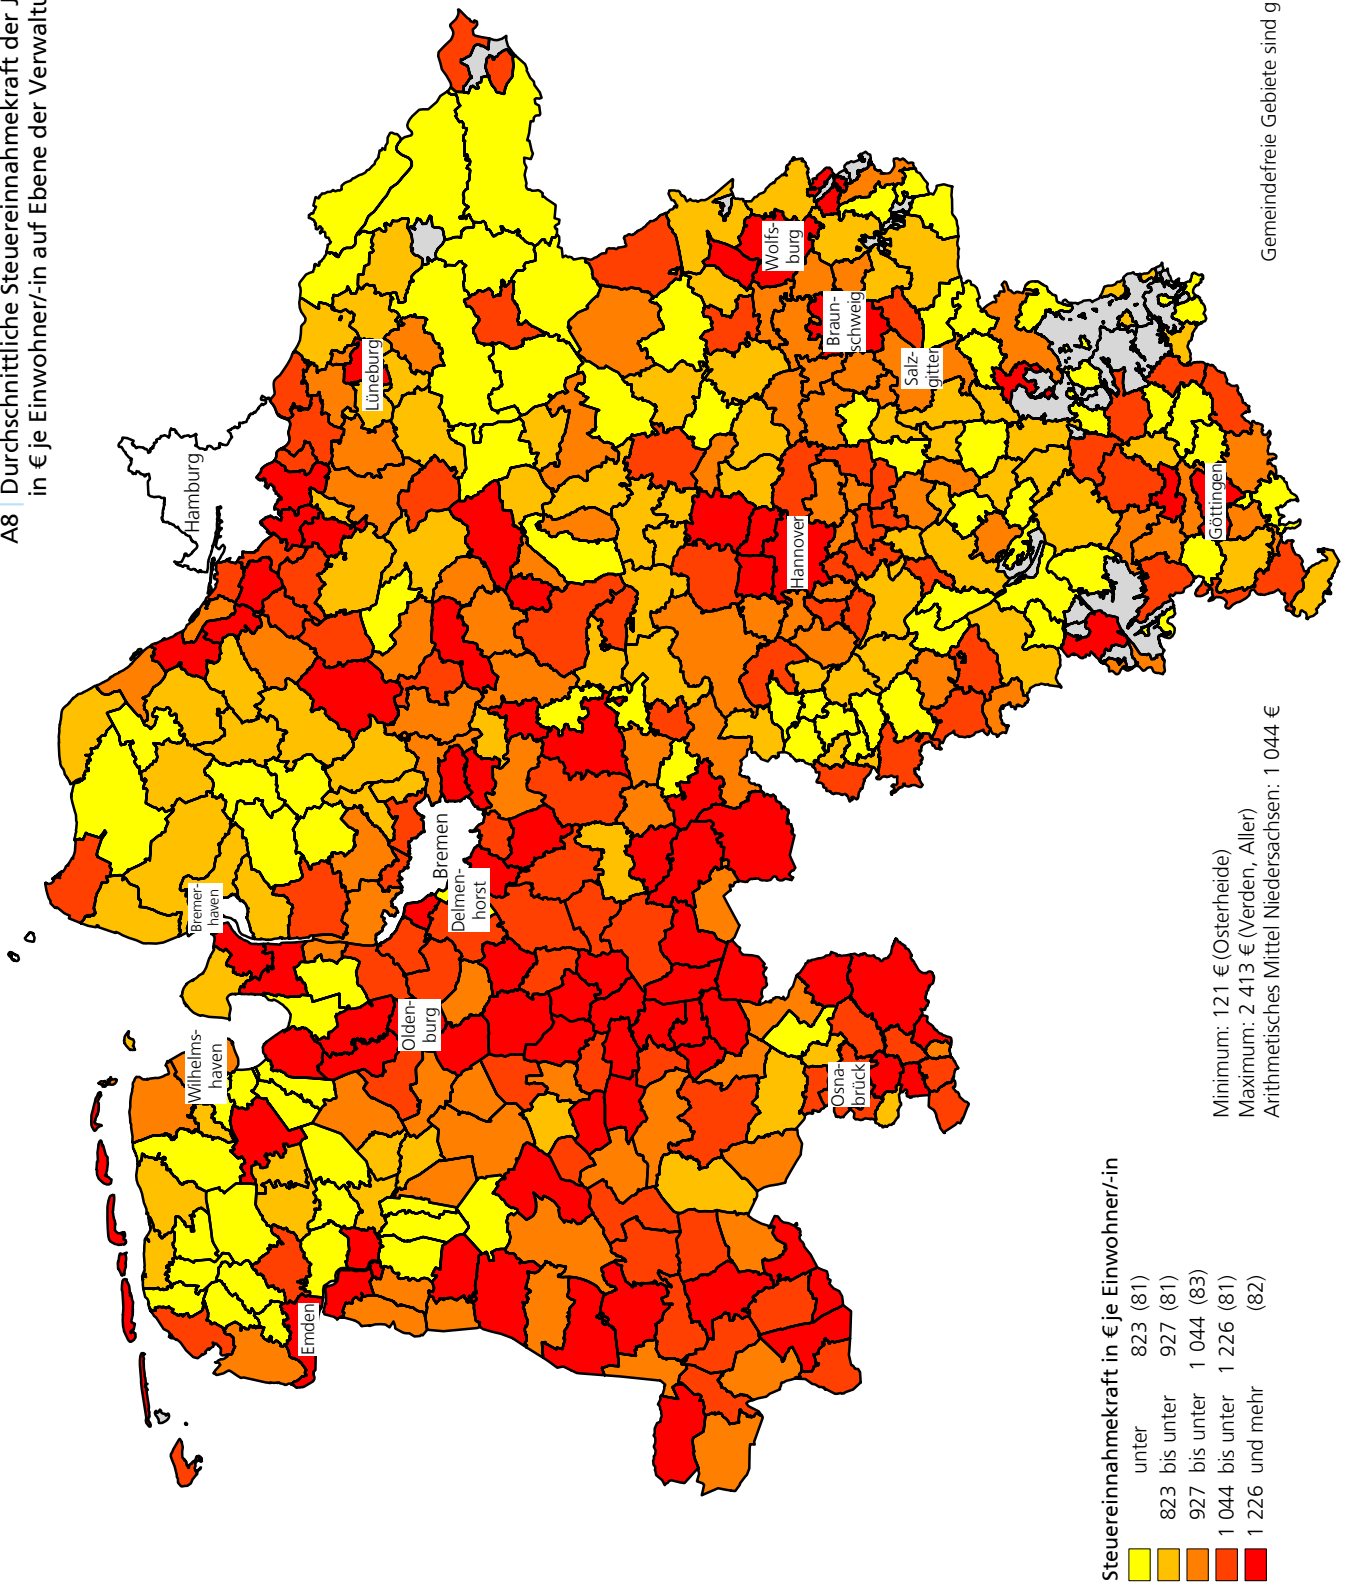 A8 | Durchschnittliche Steuereinnahmekraft der J
in € je Einwohner/-in auf Ebene der Verwaltu
Hamburg
Bremer-
haven
Lüneburg
Wilhelms-
haven
Emden
Olden-
burg
Bremen
Delmen-
horst
Wolfs-
burg
Braun-
schweig
Hannover
Salz-
gitter
Osna-
brück
Göttingen
Steuereinnahmekraft in € je Einwohner/-in
unter 823 (81)
823 bis unter 927 (81)
927 bis unter 1 044 (83)
1 044 bis unter 1 226 (81)
1 226 und mehr (82)
Minimum: 121 € (Osterheide)
Maximum: 2 413 € (Verden, Aller)
Arithmetisches Mittel Niedersachsen: 1 044 €
Gemeindefreie Gebiete sind g